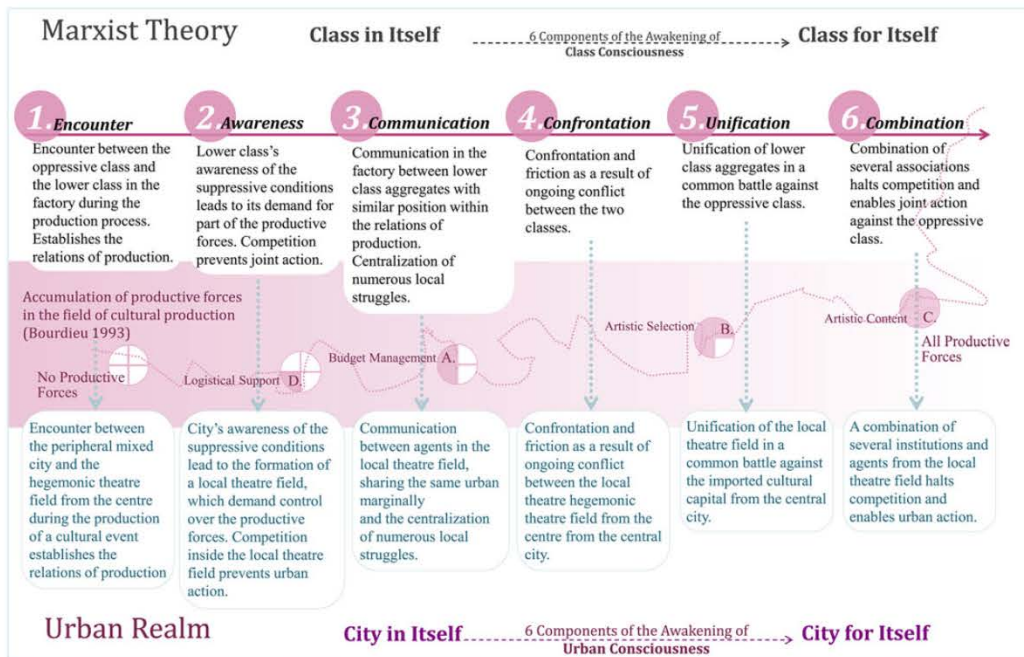 Marxist Theory
Class in Itself
6 Components of the Awakening of
Class Consciousness
Class for Itself
1. Encounter
Encounter between the
oppressive class and
the lower class in the
factory during the
production process.
Establishes the
relations of production.
2. Awareness
Lower class's
awareness of the
suppressive conditions
leads to its demand for
part of the productive
forces. Competition
prevents joint action.
3. Communication
Communication in the
factory between lower
class aggregates with
similar position within
the relations of
production.
Centralization of
numerous local
struggles.
4. Confrontation
Confrontation and
friction as a result of
ongoing conflict
between the two
classes.
5. Unification
Unification of lower
class aggregates in a
common battle against
the oppressive class.
6. Combination
Combination of
several associations
halts competition and
enables joint action
against the oppressive
class.
Accumulation of productive forces
in the field of cultural production
(Bourdieu 1993)
No Productive
Forces
Logistical Support D.
Budget Management A.
Artistic Selection B.
Artistic Content C.
All Productive
Forces
Encounter between
the peripheral mixed
city and the
hegemonic theatre
field from the centre
during the production
of a cultural event
establishes the
relations of production
City's awareness of the
suppressive conditions
lead to the formation of
a local theatre field,
which demand control
over the productive
forces. Competition
inside the local theatre
field prevents urban
action.
Communication
between agents in the
local theatre field,
sharing the same urban
marginally
and the centralization
of numerous local
struggles.
Confrontation and
friction as a result of
ongoing conflict
between the local
theatre hegemonic
theatre field from the
centre from the central
city.
Unification of the local
theatre field in a
common battle against
the imported cultural
capital from the central
city.
A combination of
several institutions and
agents from the local
theatre field halts
competition and
enables urban action.
Urban Realm
City in Itself
6 Components of the Awakening of
Urban Consciousness
City for Itself